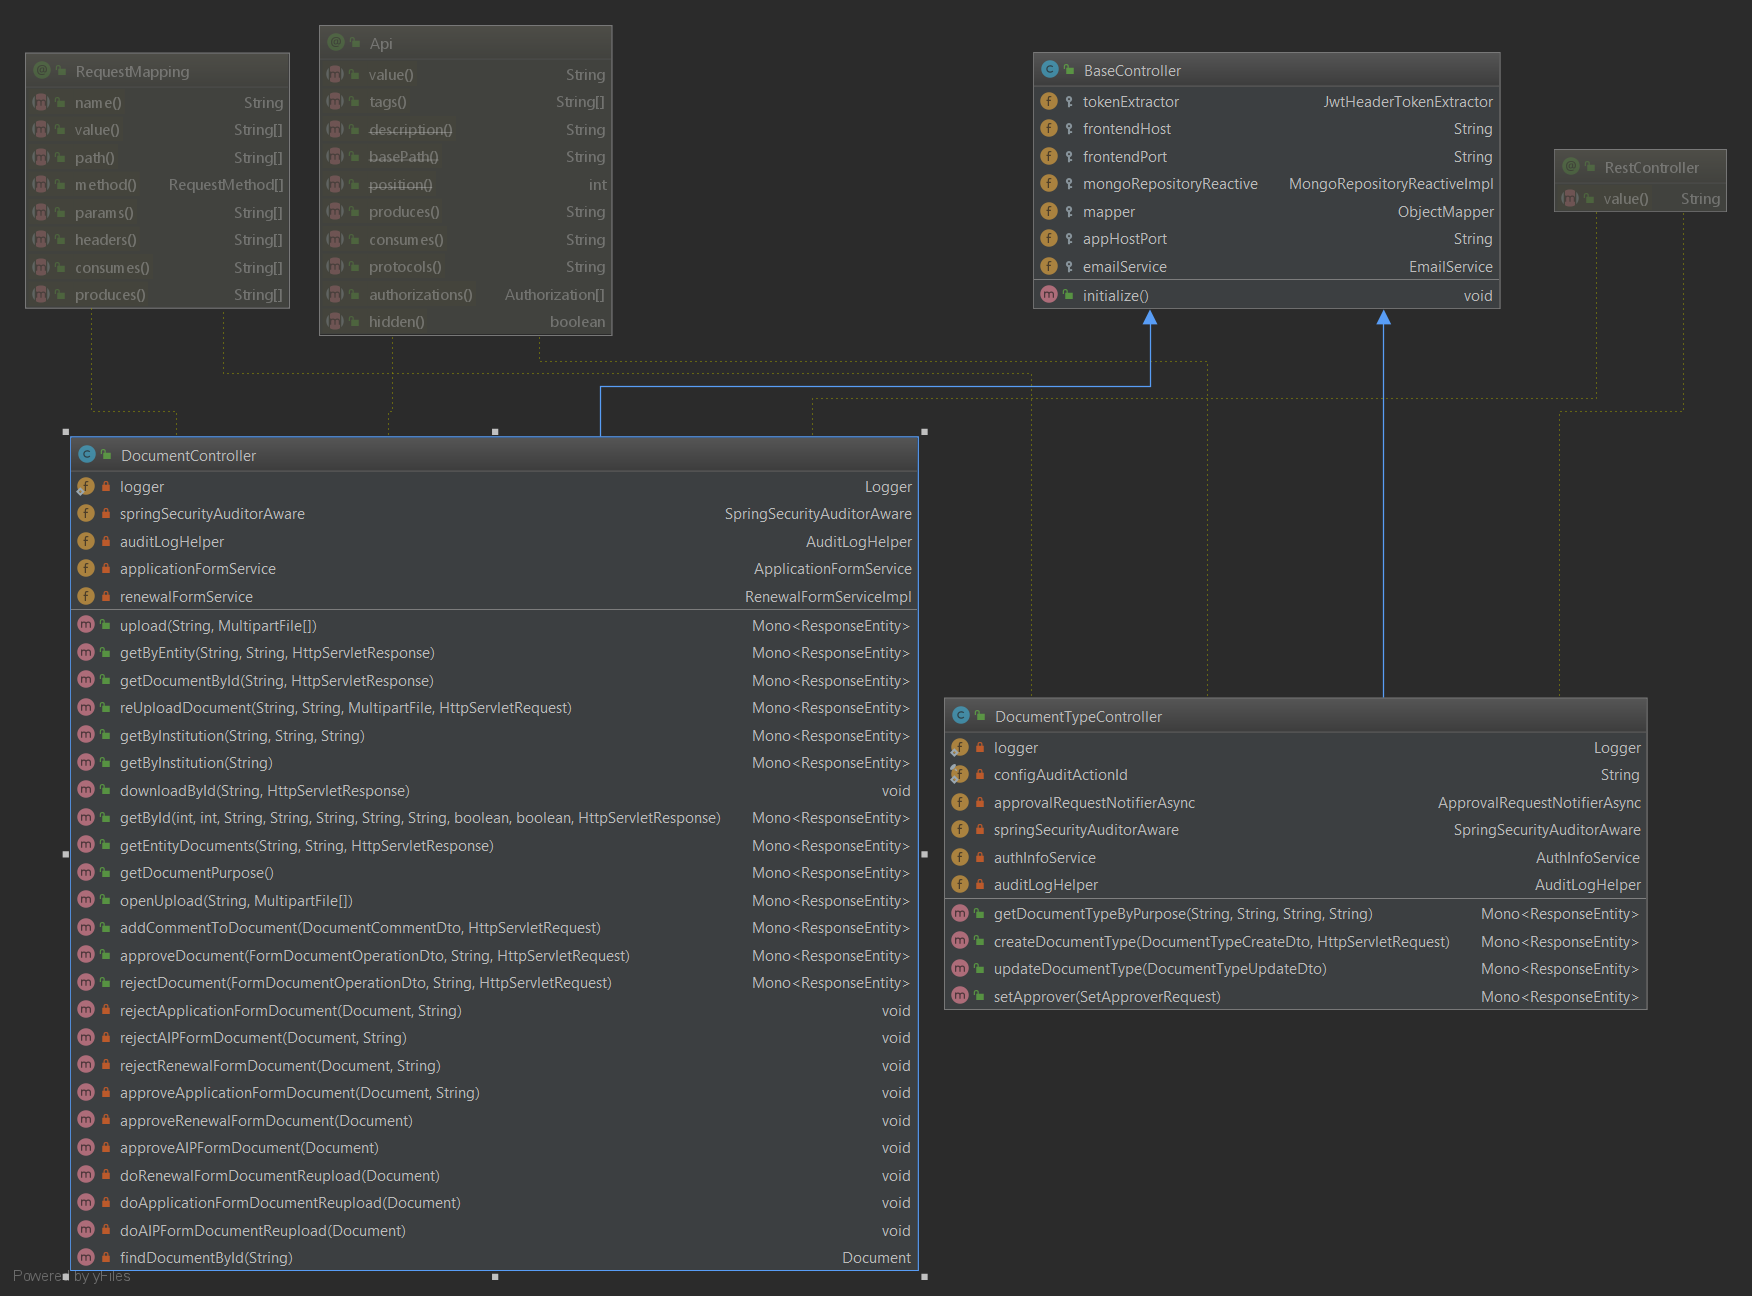 RequestMapping
name() String
value() String[]
path() String[]
method() RequestMethod[]
params() String[]
headers() String[]
consumes() String[]
produces() String[]
Api
value() String
tags() String[]
description() String
basePath() String
position() int
produces() String
consumes() String
protocols() String
authorizations() Authorization[]
hidden() boolean
BaseController
tokenExtractor JwtHeaderTokenExtractor
frontendHost String
frontendPort String
mongoRepositoryReactive MongoRepositoryReactiveImpl
mapper ObjectMapper
appHostPort String
emailService EmailService
initialize() void
RestController
value() String
DocumentController
logger Logger
springSecurityAuditorAware SpringSecurityAuditorAware
auditLogHelper AuditLogHelper
applicationFormService ApplicationFormService
renewalFormService RenewalFormServiceImpl
upload(String, MultipartFile[]) Mono<ResponseEntity>
getByEntity(String, String, HttpServletResponse) Mono<ResponseEntity>
getDocumentById(String, HttpServletResponse) Mono<ResponseEntity>
reUploadDocument(String, String, MultipartFile, HttpServletRequest) Mono<ResponseEntity>
getByInstitution(String, String, String) Mono<ResponseEntity>
getByInstitution(String) Mono<ResponseEntity>
downloadById(String, HttpServletResponse) void
getById(int, int, String, String, String, String, String, boolean, boolean, HttpServletResponse) Mono<ResponseEntity>
getEntityDocuments(String, String, HttpServletResponse) Mono<ResponseEntity>
getDocumentPurpose() Mono<ResponseEntity>
openUpload(String, MultipartFile[]) Mono<ResponseEntity>
addCommentToDocument(DocumentCommentDto, HttpServletRequest) Mono<ResponseEntity>
approveDocument(FormDocumentOperationDto, String, HttpServletRequest) Mono<ResponseEntity>
rejectDocument(FormDocumentOperationDto, String, HttpServletRequest) Mono<ResponseEntity>
rejectApplicationFormDocument(Document, String) void
rejectAIPFormDocument(Document, String) void
rejectRenewalFormDocument(Document, String) void
approveApplicationFormDocument(Document, String) void
approveRenewalFormDocument(Document) void
approveAIPFormDocument(Document) void
doRenewalFormDocumentReupload(Document) void
doApplicationFormDocumentReupload(Document) void
doAIPFormDocumentReupload(Document) void
findDocumentById(String) Document
DocumentTypeController
logger Logger
configAuditActionId String
approvalRequestNotifierAsync ApprovalRequestNotifierAsync
springSecurityAuditorAware SpringSecurityAuditorAware
authInfoService AuthInfoService
auditLogHelper AuditLogHelper
getDocumentTypeByPurpose(String, String, String, String) Mono<ResponseEntity>
createDocumentType(DocumentTypeCreateDto, HttpServletRequest) Mono<ResponseEntity>
updateDocumentType(DocumentTypeUpdateDto) Mono<ResponseEntity>
setApprover(SetApproverRequest) Mono<ResponseEntity>
Powered by yFiles